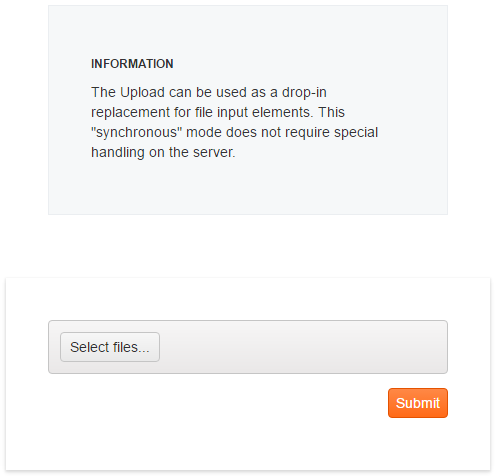 INFORMATION
The Upload can be used as a drop-in
replacement for file input elements. This
"synchronous" mode does not require special
handling on the server.
Select files...
Submit